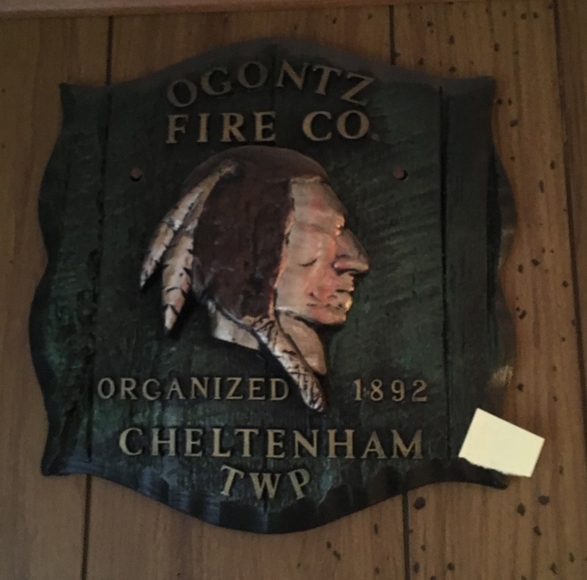 OGONTZ
FIRE CO.
ORGANIZED 1892
CHELTENHAM
TWP